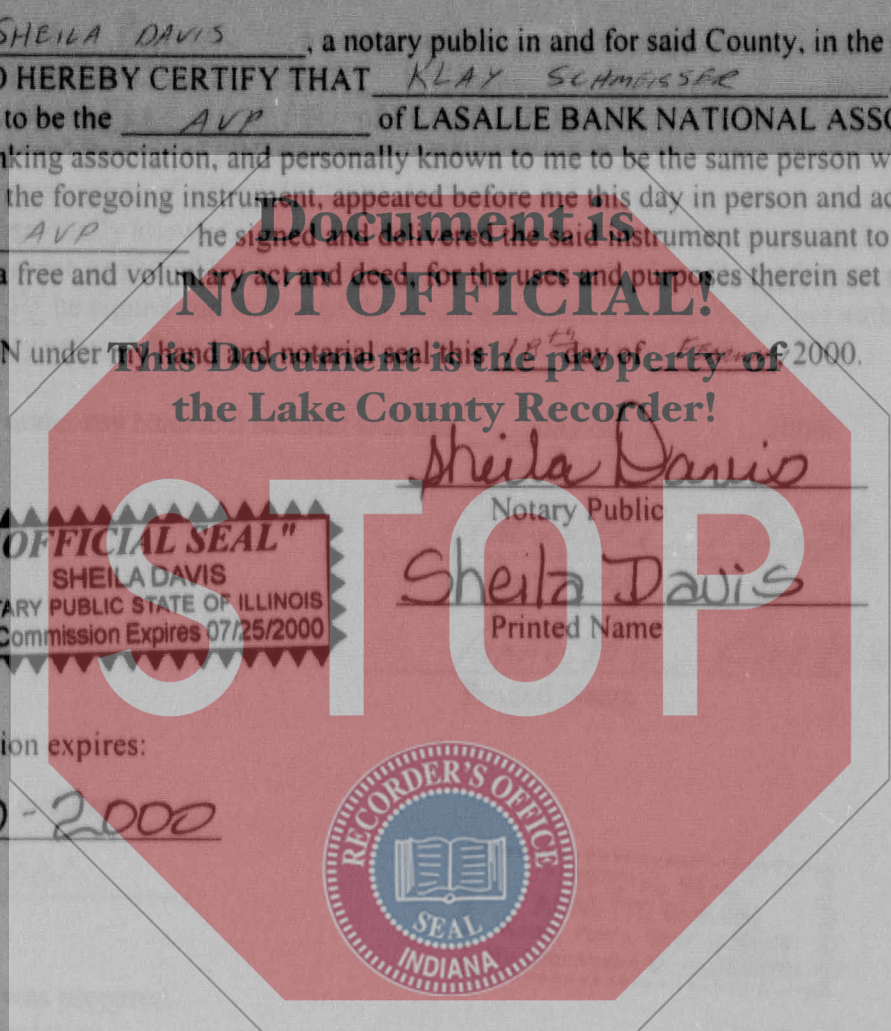 SHEILA DAVIS, a notary public in and for said County, in the
HEREBY CERTIFY THAT KLAY SCHMEISSER
to be the AVP of LASALLE BANK NATIONAL ASSO
nking association, and personally known to me to be the same person w
the foregoing instrument, appeared before me this day in person and ac
AVP he signed and delivered the said instrument pursuant to
a free and voluntary act and deed, for the uses and purposes therein set
N under my hand and notarial seal this 18th day of 2000.
Document is
NOT OFFICIAL!
This Document is the property of
the Lake County Recorder!
STOP
Sheila Davis
Notary Public
Sheila Davis
Printed Name
OFFICIAL SEAL"
SHEILA DAVIS
ARY PUBLIC STATE OF ILLINOIS
Commission Expires 07/25/2000
ion expires:
-2000
RECORDER'S OFFICE
SEAL
INDIANA